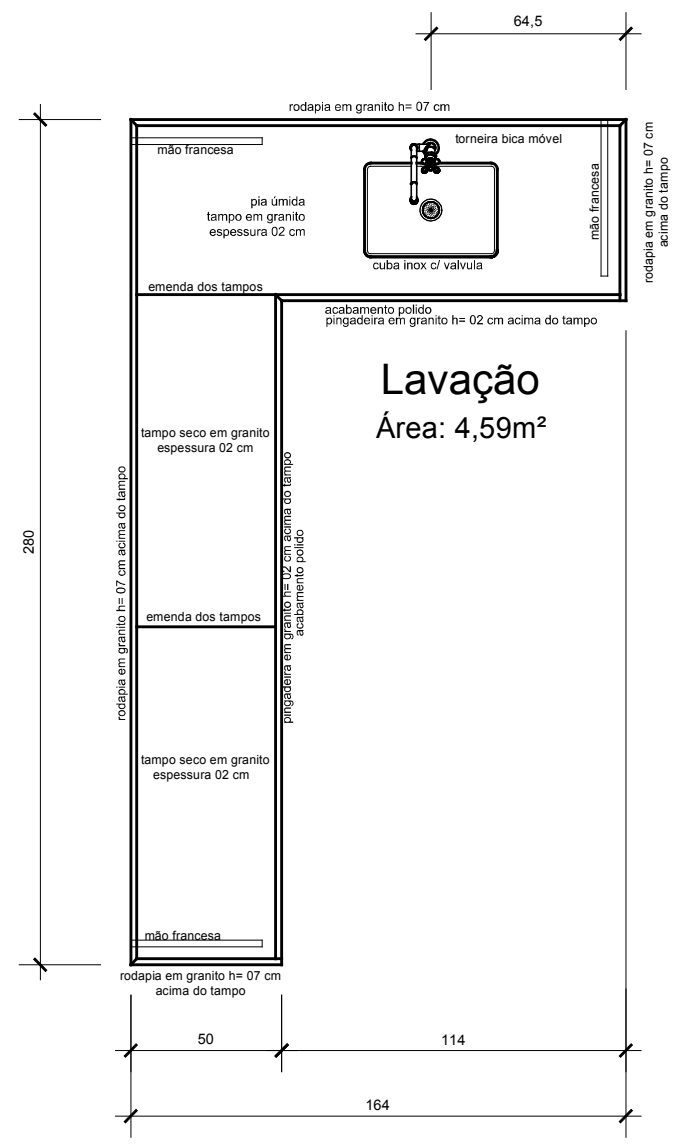 64,5
rodapia em granito h= 07 cm
torneira bica móvel
mão francesa
rodapia em granito h= 07 cm
acima do tampo
mão francesa
pia úmida
tampo em granito
espessura 02 cm
cuba inox c/ valvula
emenda dos tampos
acabamento polido
pingadeira em granito h= 02 cm acima do tampo
Lavação
Área: 4,59m²
tampo seco em granito
espessura 02 cm
280
rodapia em granito h= 07 cm acima do tampo
pingadeira em granito h= 02 cm acima do tampo
acabamento polido
emenda dos tampos
tampo seco em granito
espessura 02 cm
mão francesa
rodapia em granito h= 07 cm
acima do tampo
50
114
164